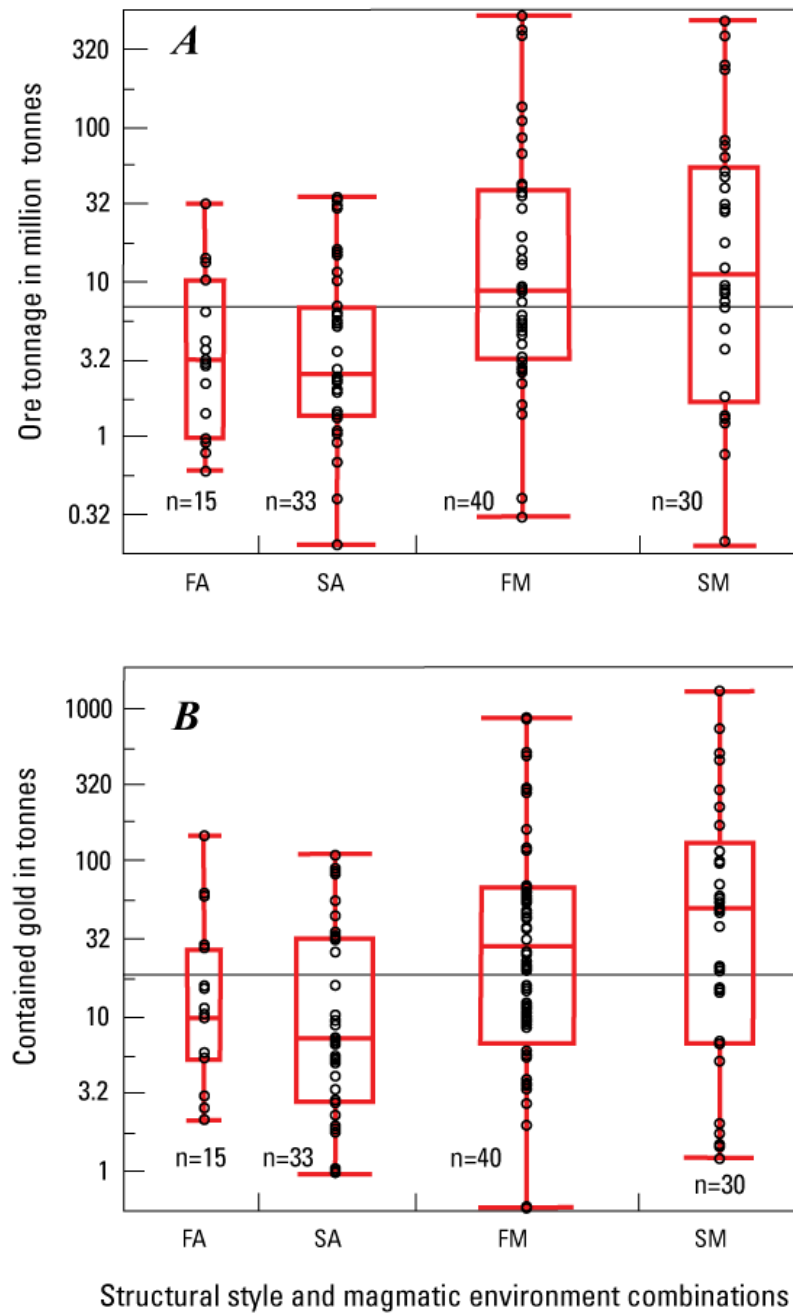 A
Ore tonnage in million tonnes
320
100
32
10
3.2
1
0.32
n=15 n=33 n=40 n=30
FA SA FM SM
B
Contained gold in tonnes
1000
320
100
32
10
3.2
1
n=15 n=33 n=40 n=30
FA SA FM SM
Structural style and magmatic environment combinations